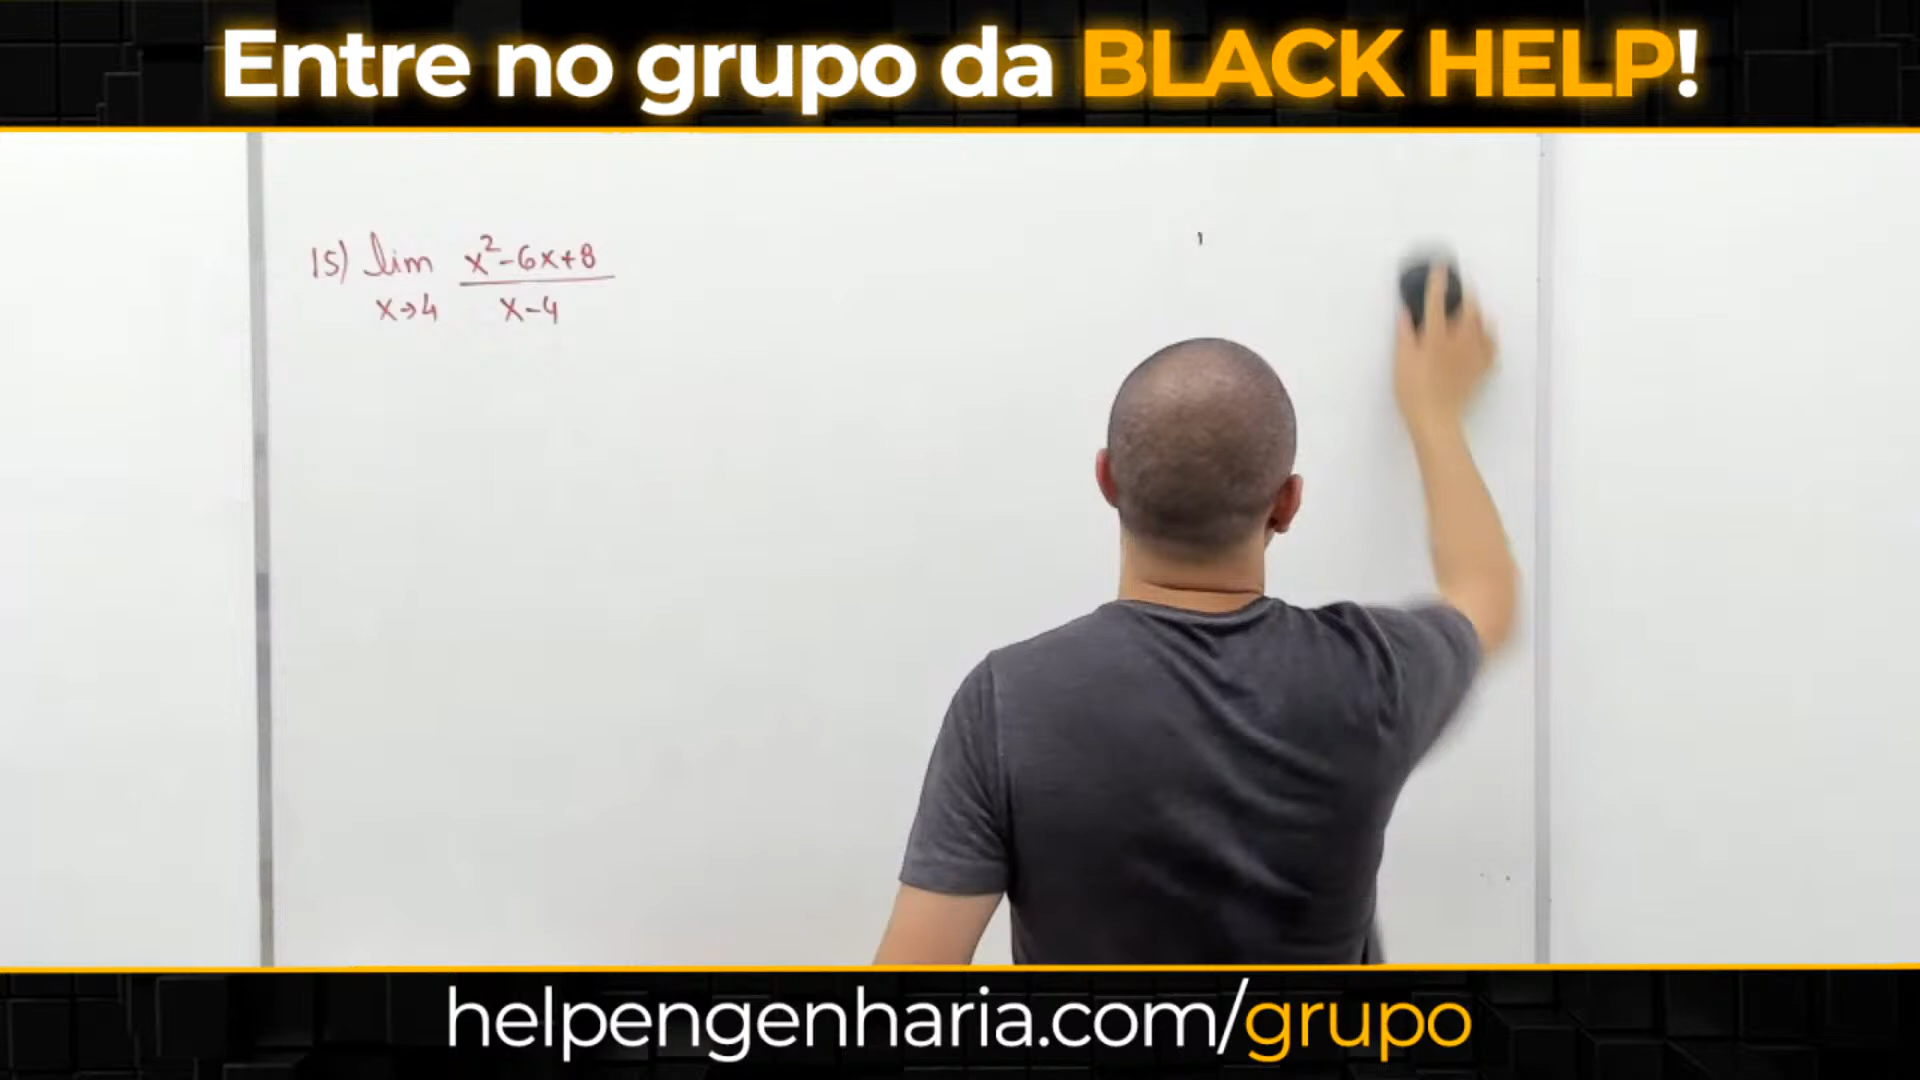 Entre no grupo da BLACK HELP!
15) lim x²-6x+8
x→4 x-4
helpengenharia.com/grupo